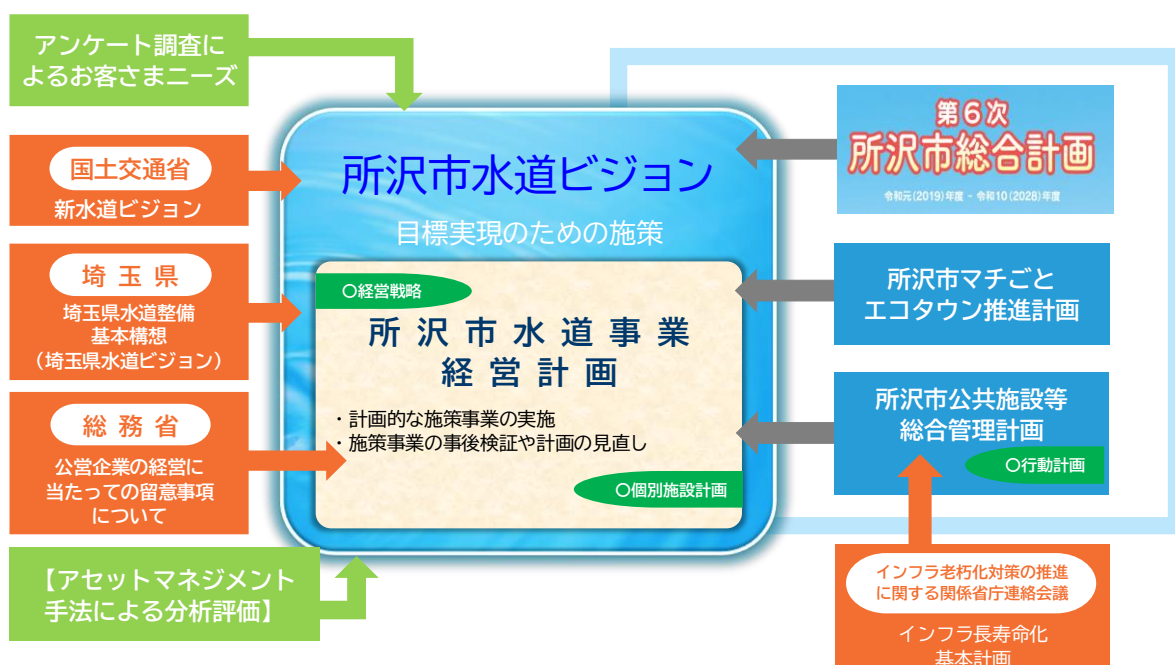 アンケート調査に
よるお客さまニーズ
国土交通省
新水道ビジョン
埼玉県
埼玉県水道整備
基本構想
（埼玉県水道ビジョン）
総務省
公営企業の経営に
当たっての留意事項
について
【アセットマネジメント
手法による分析評価】
所沢市水道ビジョン
目標実現のための施策
〇経営戦略
所沢市水道事業
経営計画
・計画的な施策事業の実施
・施策事業の事後検証や計画の見直し
〇個別施設計画
第6次
所沢市総合計画
令和元(2019)年度 - 令和10(2028)年度
所沢市マチごと
エコタウン推進計画
所沢市公共施設等
総合管理計画
〇行動計画
インフラ老朽化対策の推進
に関する関係省庁連絡会議
インフラ長寿命化
基本計画